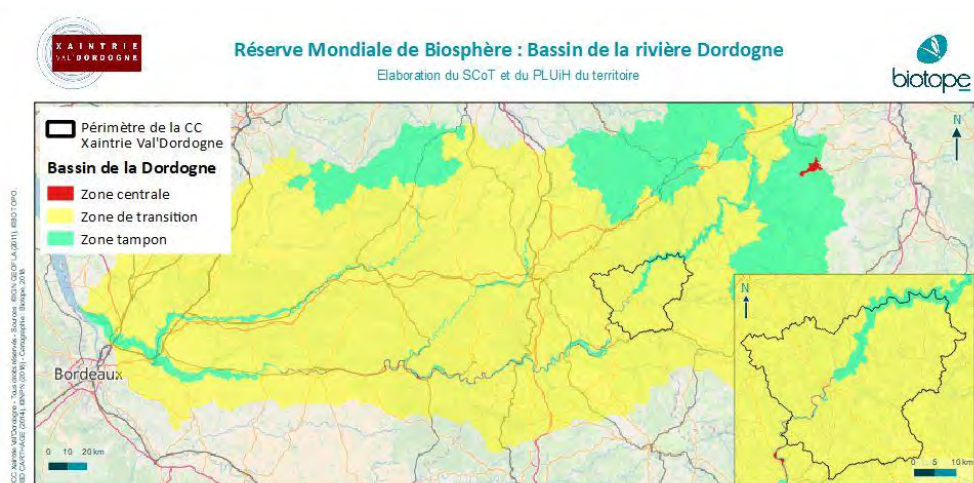 XAINTRIE
VAL'DORDOGNE
Réserve Mondiale de Biosphère : Bassin de la rivière Dordogne
Elaboration du SCoT et du PLUiH du territoire
biotope
Périmètre de la CC
Xaintrie Val'Dordogne
Bassin de la Dordogne
Zone centrale
Zone de transition
Zone tampon
N
Bordeaux
0 10 20 km
N
0 5 10 km